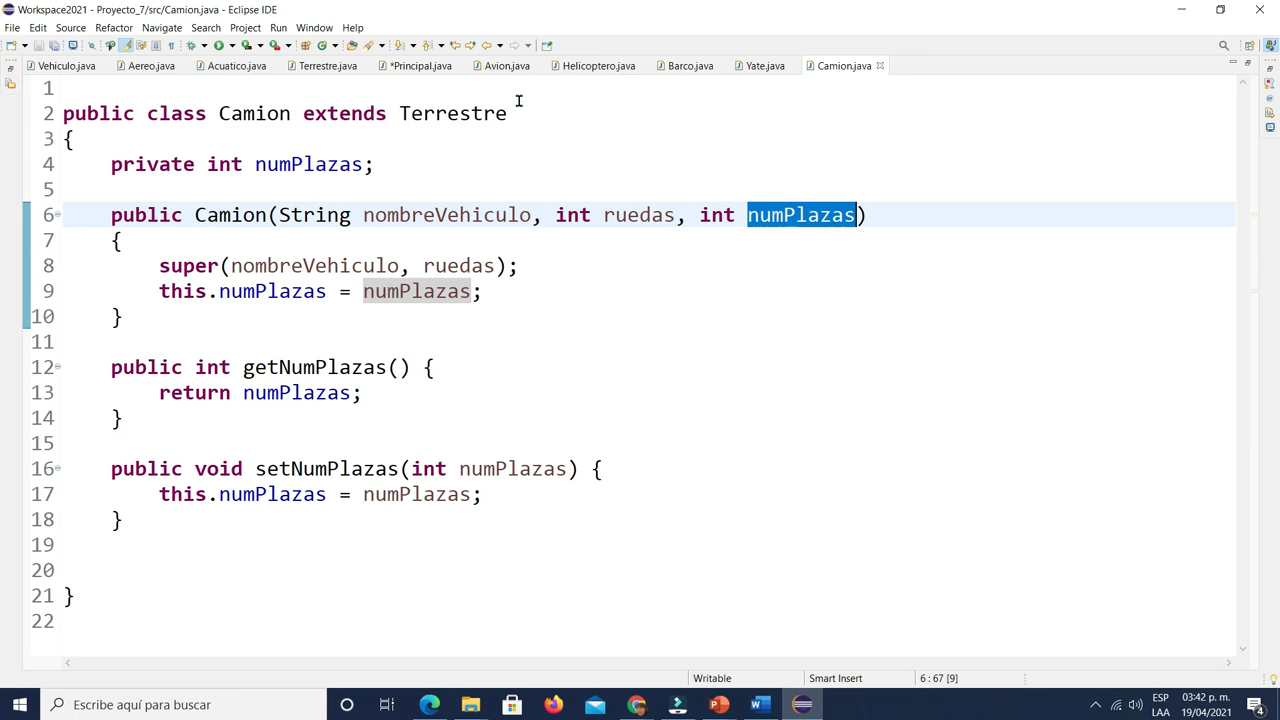 Workspace2021 - Proyecto_7/src/Camion.java - Eclipse IDE
File Edit Source Refactor Navigate Search Project Run Window Help
Vehiculo.java Aereo.java Acuatico.java Terrestre.java *Principal.java Avion.java Helicoptero.java Barco.java Yate.java Camion.java
1
2 public class Camion extends Terrestre
3 {
4 private int numPlazas;
5
6 public Camion(String nombreVehiculo, int ruedas, int numPlazas)
7 {
8 super(nombreVehiculo, ruedas);
9 this.numPlazas = numPlazas;
10 }
11
12 public int getNumPlazas() {
13 return numPlazas;
14 }
15
16 public void setNumPlazas(int numPlazas) {
17 this.numPlazas = numPlazas;
18 }
19
20
21 }
22
Writable Smart Insert 6 : 67 [9]
Escribe aquí para buscar
ESP 03:42 p. m.
LAA 19/04/2021
4